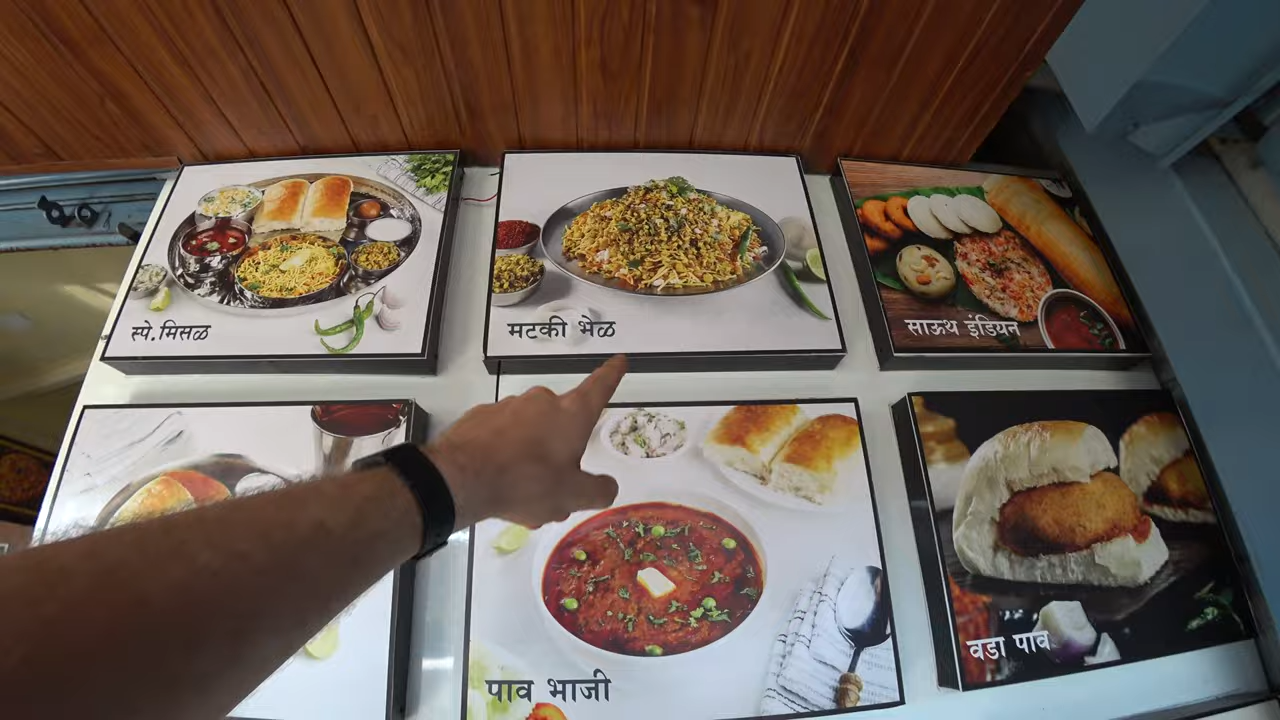 स्पे.मिसळ
मटकी भेळ
साऊथ इंडियन
पाव भाजी
वडा पाव